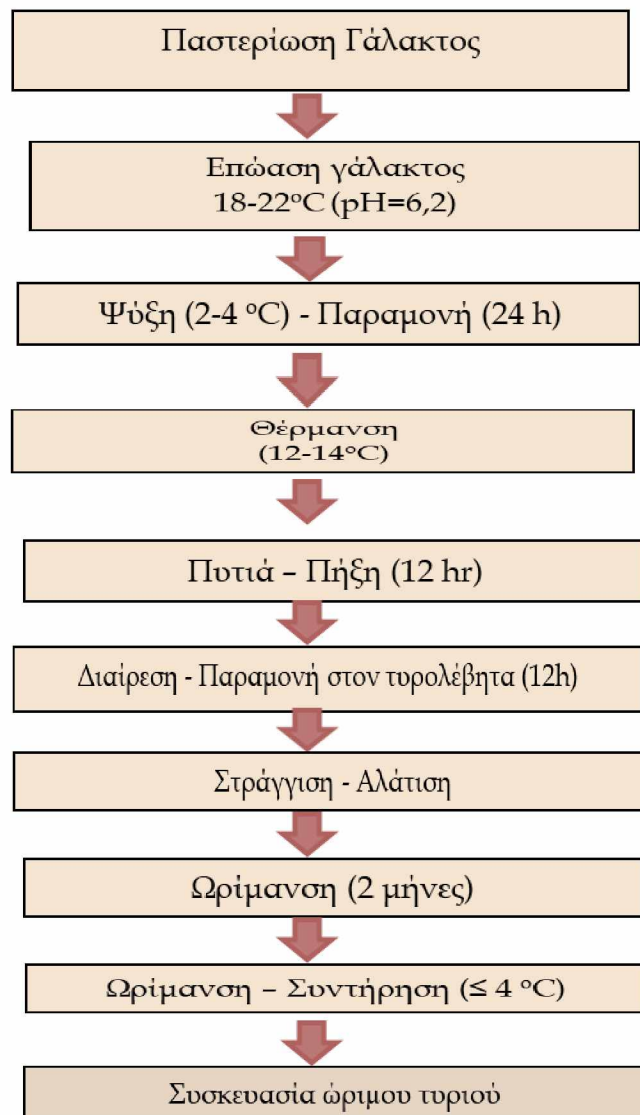 Παστερίωση Γάλακτος
Επώαση γάλακτος
18-22°C (pH=6,2)
Ψύξη (2-4 °C) - Παραμονή (24 h)
Θέρμανση
(12-14°C)
Πυτιά – Πήξη (12 hr)
Διαίρεση - Παραμονή στον τυρολέβητα (12h)
Στράγγιση - Αλάτιση
Ωρίμανση (2 μήνες)
Ωρίμανση – Συντήρηση (≤ 4 °C)
Συσκευασία ώριμου τυριού